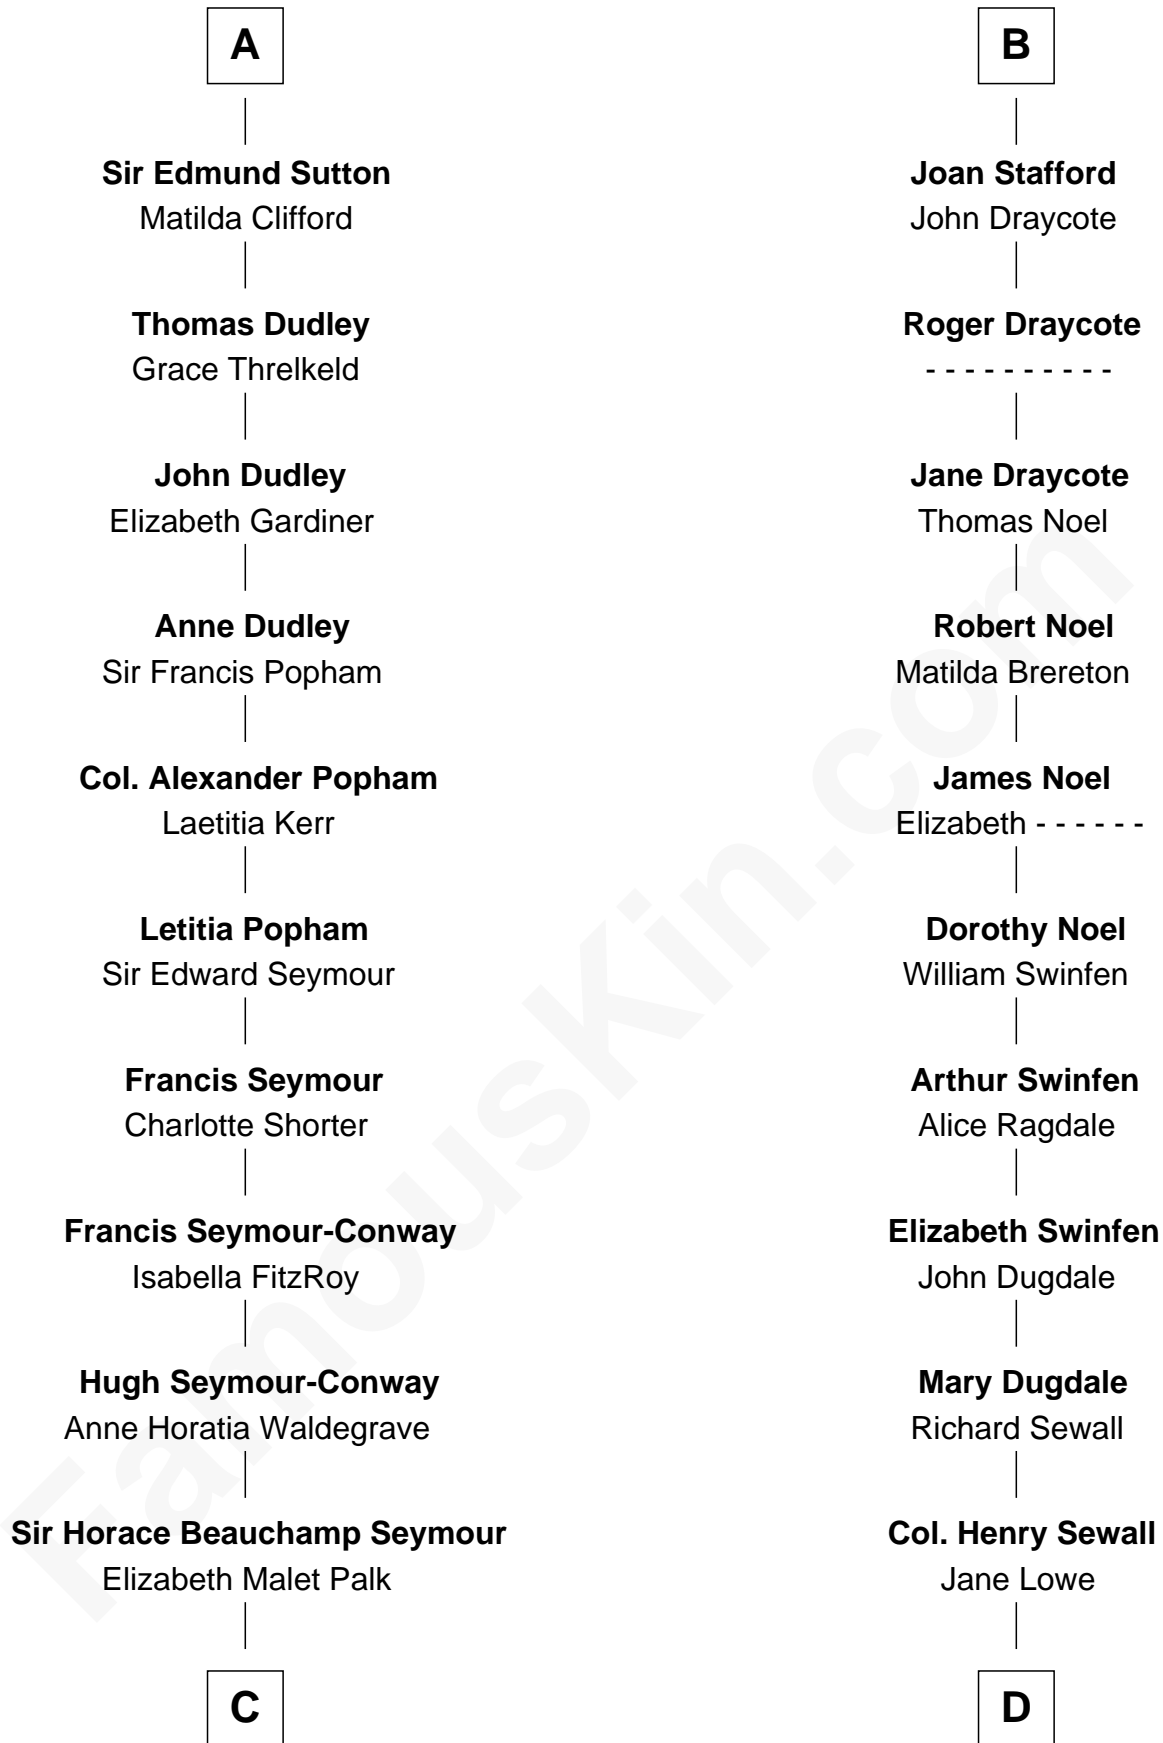 A
Sir Edmund Sutton
Matilda Clifford
Thomas Dudley
Grace Threlkeld
John Dudley
Elizabeth Gardiner
Anne Dudley
Sir Francis Popham
Col. Alexander Popham
Laetitia Kerr
Letitia Popham
Sir Edward Seymour
Francis Seymour
Charlotte Shorter
Francis Seymour-Conway
Isabella FitzRoy
Hugh Seymour-Conway
Anne Horatia Waldegrave
Sir Horace Beauchamp Seymour
Elizabeth Malet Palk
C
B
Joan Stafford
John Draycote
Roger Draycote
- - - - - - - - - -
Jane Draycote
Thomas Noel
Robert Noel
Matilda Brereton
James Noel
Elizabeth - - - - - -
Dorothy Noel
William Swinfen
Arthur Swinfen
Alice Ragdale
Elizabeth Swinfen
John Dugdale
Mary Dugdale
Richard Sewall
Col. Henry Sewall
Jane Lowe
D
FamousKin.com